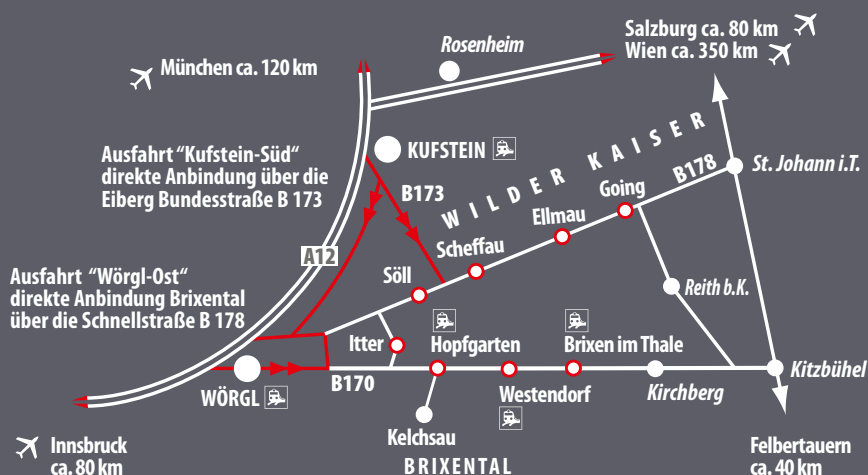 Salzburg ca. 80 km
Wien ca. 350 km
Rosenheim
München ca. 120 km
Ausfahrt “Kufstein-Süd“
direkte Anbindung über die
Eiberg Bundesstraße B 173
KUFSTEIN
WILDER KAISER
B178
St. Johann i.T.
B173
Going
Ellmau
Scheffau
Söll
A12
Ausfahrt “Wörgl-Ost“
direkte Anbindung Brixental
über die Schnellstraße B 178
Reith b.K.
Itter
Hopfgarten
Brixen im Thale
WÖRGL
B170
Westendorf
Kirchberg
Kitzbühel
Kelchsau
BRIXENTAL
Innsbruck
ca. 80 km
Felbertauern
ca. 40 km